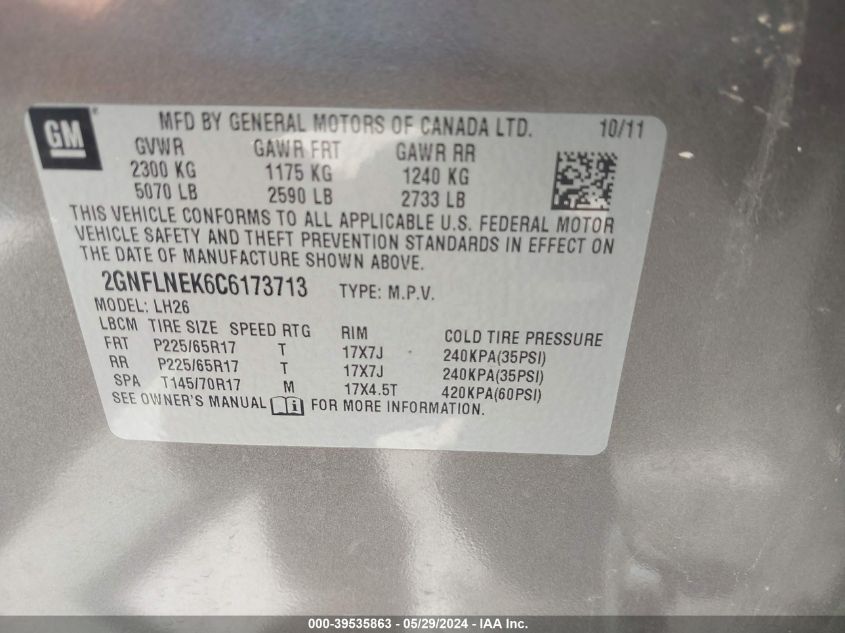 GM
MFD BY GENERAL MOTORS OF CANADA LTD. 10/11
GVWR GAWR FRT GAWR RR
2300 KG 1175 KG 1240 KG
5070 LB 2590 LB 2733 LB
THIS VEHICLE CONFORMS TO ALL APPLICABLE U.S. FEDERAL MOTOR
VEHICLE SAFETY AND THEFT PREVENTION STANDARDS IN EFFECT ON
THE DATE OF MANUFACTURE SHOWN ABOVE.
2GNFLNEK6C6173713 TYPE: M.P.V.
MODEL: LH26
LBCM TIRE SIZE SPEED RTG RIM COLD TIRE PRESSURE
FRT P225/65R17 T 17X7J 240KPA(35PSI)
RR P225/65R17 T 17X7J 240KPA(35PSI)
SPA T145/70R17 M 17X4.5T 420KPA(60PSI)
SEE OWNER'S MANUAL FOR MORE INFORMATION.
000-39535863 - 05/29/2024 - IAA Inc.